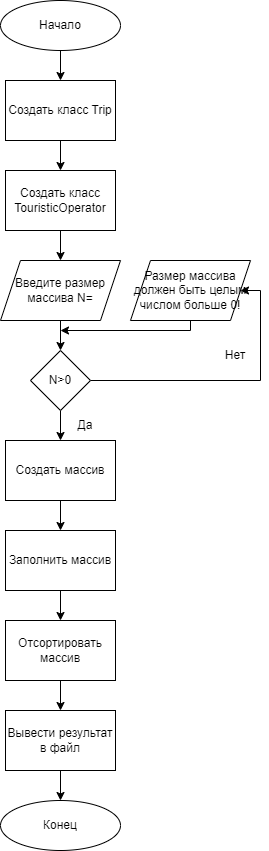 Начало
Создать класс Trip
Создать класс
TouristicOperator
Введите размер
массива N=
Размер массива
должен быть целым
числом больше 0!
Нет
N>0
Да
Создать массив
Заполнить массив
Отсортировать
массив
Вывести результат
в файл
Конец